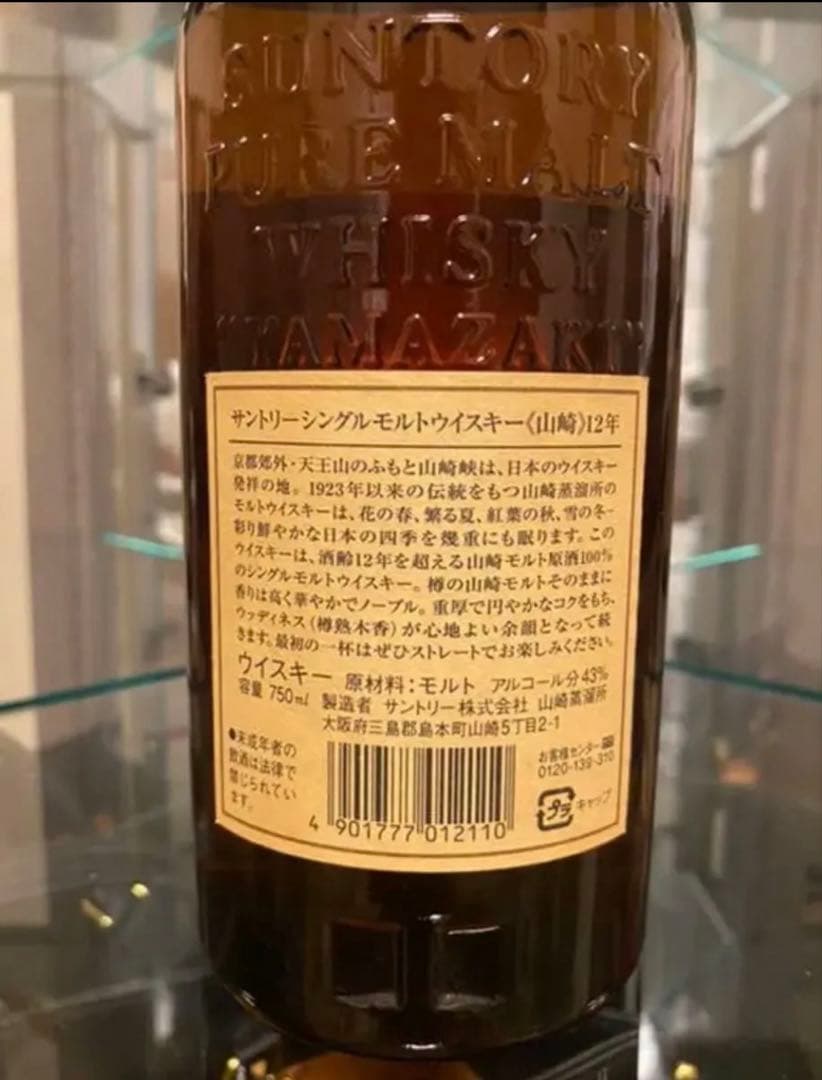 SUNTORY
PURE MALT
WHISKY
"YAMAZAKI"
サントリーシングルモルトウイスキー《山崎》12年
京都郊外・天王山のふもと山崎峡は、日本のウイスキー
発祥の地。1923年以来の伝統をもつ山崎蒸溜所の
モルトウイスキーは、花の春、繁る夏、紅葉の秋、雪の冬-
彩り鮮やかな日本の四季を幾重にも眠ります。この
ウイスキーは、酒齢12年を超える山崎モルト原酒100%
のシングルモルトウイスキー。樽の山崎モルトそのままに
香りは高く華やかでノーブル。重厚で円やかなコクをもち、
ウッディネス(樽熟木香)が心地よい余韻となって続
きます。最初の一杯はぜひストレートでお楽しみください。
ウイスキー 原材料:モルト アルコール分43%
容量 750ml 製造者 サントリー株式会社 山崎蒸溜所
大阪府三島郡島本町山崎5丁目2-1
●未成年者の
飲酒は法律で
禁じられてい
ます。
お客様センター
0120-139-310
プラ キャップ
4 901777 012110